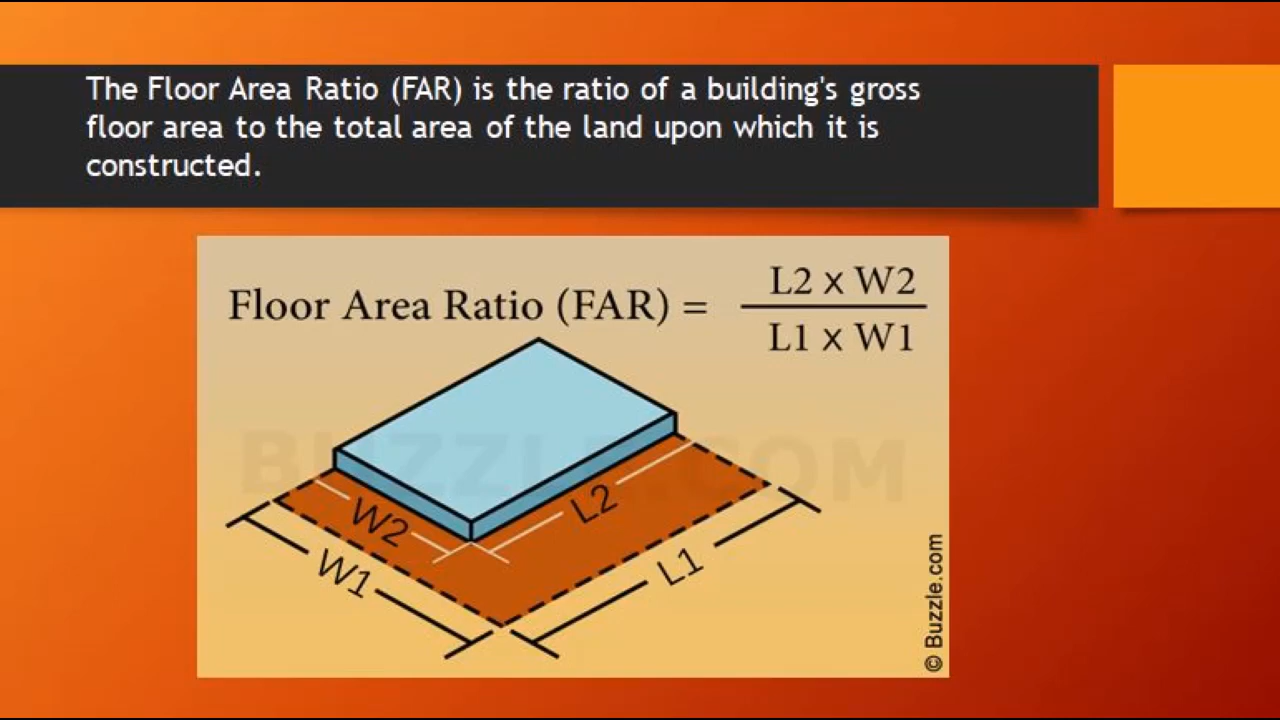 The Floor Area Ratio (FAR) is the ratio of a building's gross
floor area to the total area of the land upon which it is
constructed.
Floor Area Ratio (FAR) =
L2 x W2
L1 x W1
BUZZLE.COM
W2
L2
W1
L1
© Buzzle.com